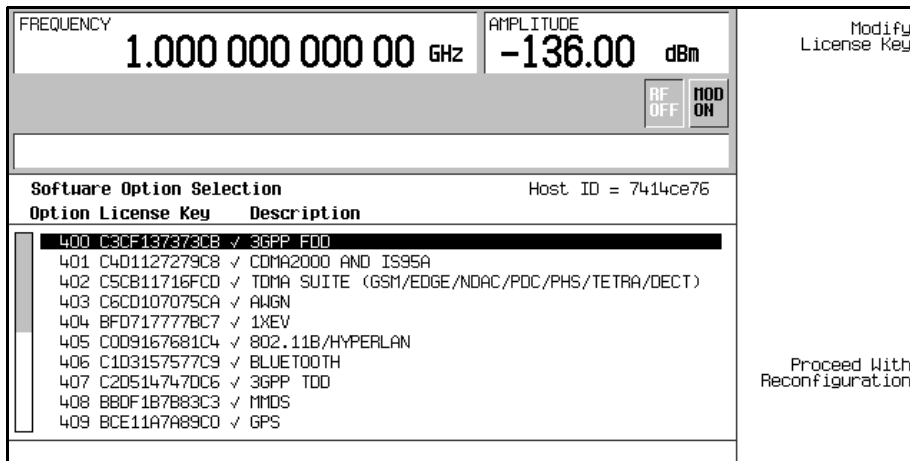 FREQUENCY
1.000 000 000 00 GHz
AMPLITUDE
-136.00 dBm
RF OFF
MOD ON
Modify
License Key
Software Option Selection Host ID = 7414ce76
Option License Key Description
400 C3CF137373CB √ 3GPP FDD
401 C4D1127279C8 √ CDMA2000 AND IS95A
402 C5CB11716FCD √ TDMA SUITE (GSM/EDGE/NDAC/PDC/PHS/TETRA/DECT)
403 C6CD107075CA √ AWGN
404 BFD717777BC7 √ 1XEV
405 C0D9167681C4 √ 802.11B/HYPERLAN
406 C1D3157577C9 √ BLUETOOTH
407 C2D514747DC6 √ 3GPP TDD
408 BBDF1B7B83C3 √ MMDS
409 BCE11A7A89C0 √ GPS
Proceed With
Reconfiguration